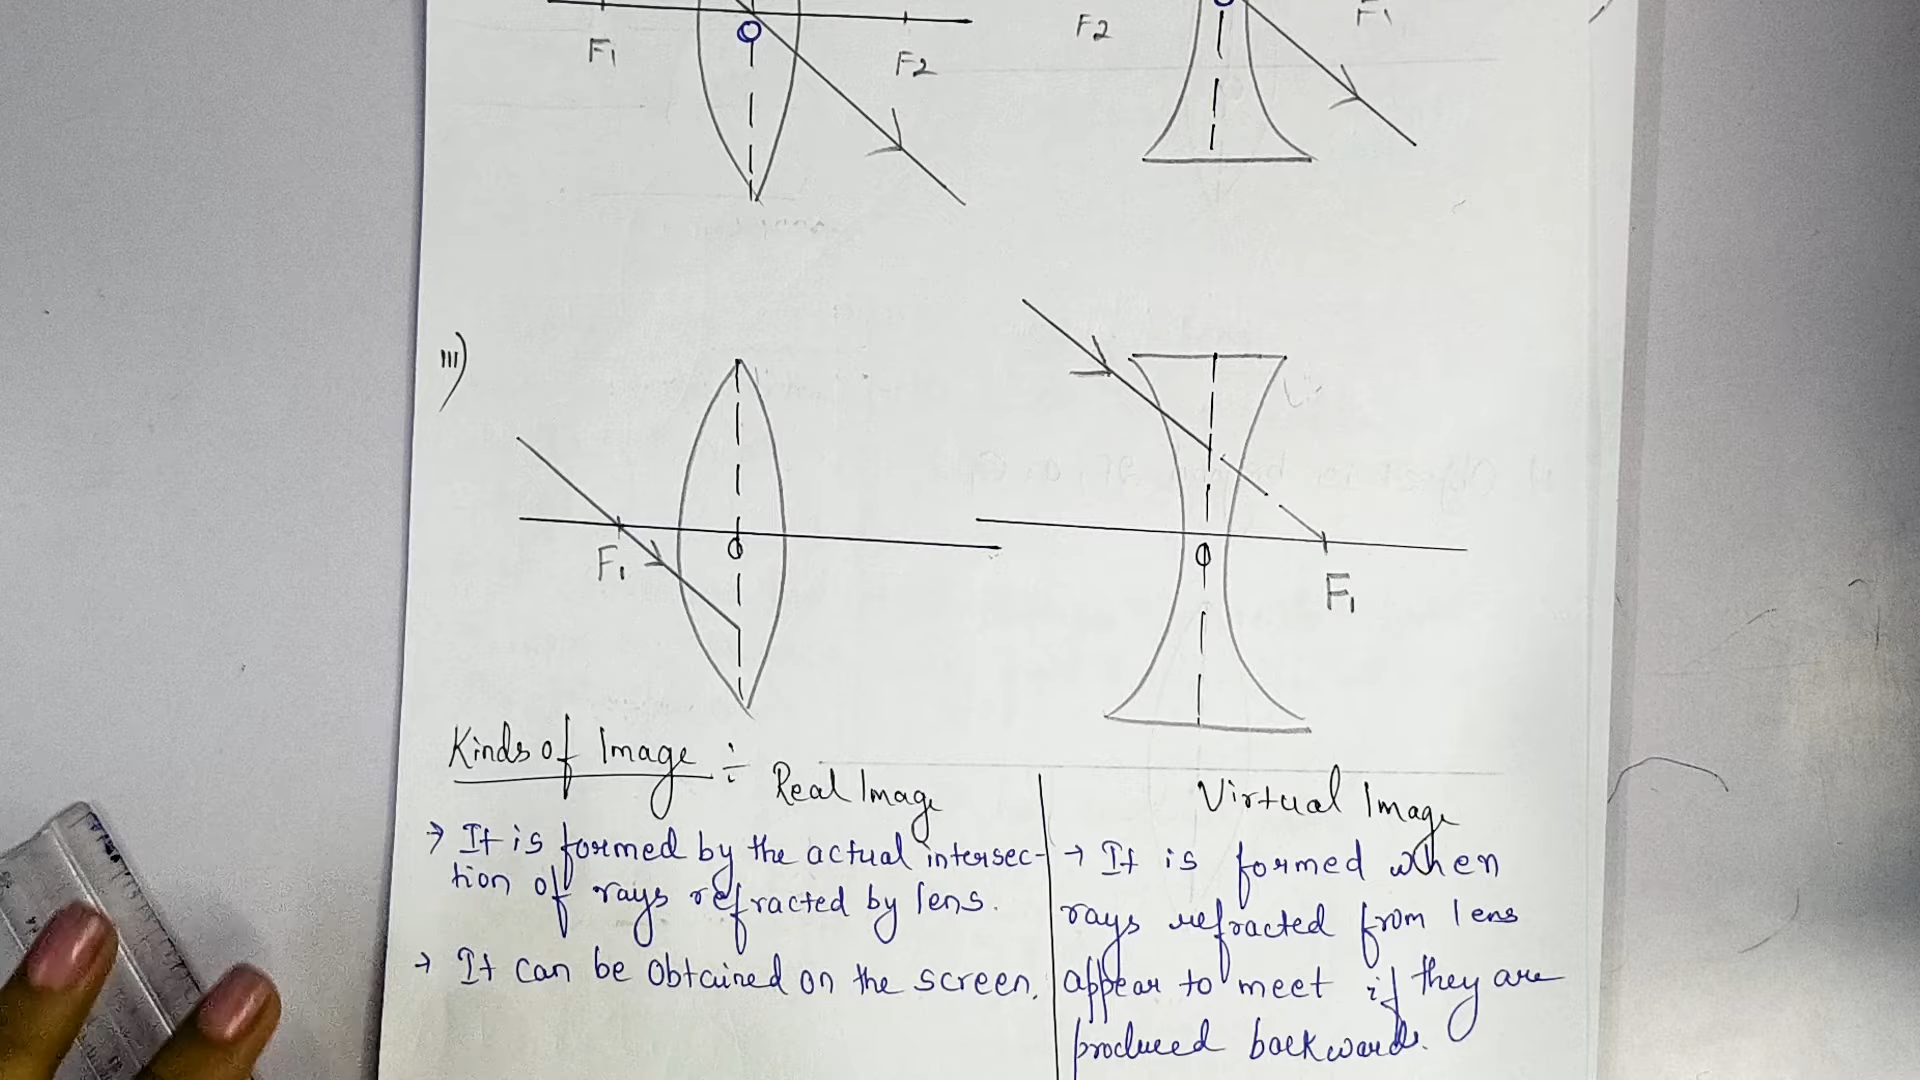 F1
F2
F2
F1
III)
O
O
F1
F1
Kinds of Image :-
Real Image
Virtual Image
→ It is formed by the actual intersec-
tion of rays refracted by lens.
→ It can be obtained on the screen.
→ It is formed when
rays refracted from lens
appear to meet if they are
produced backwards.